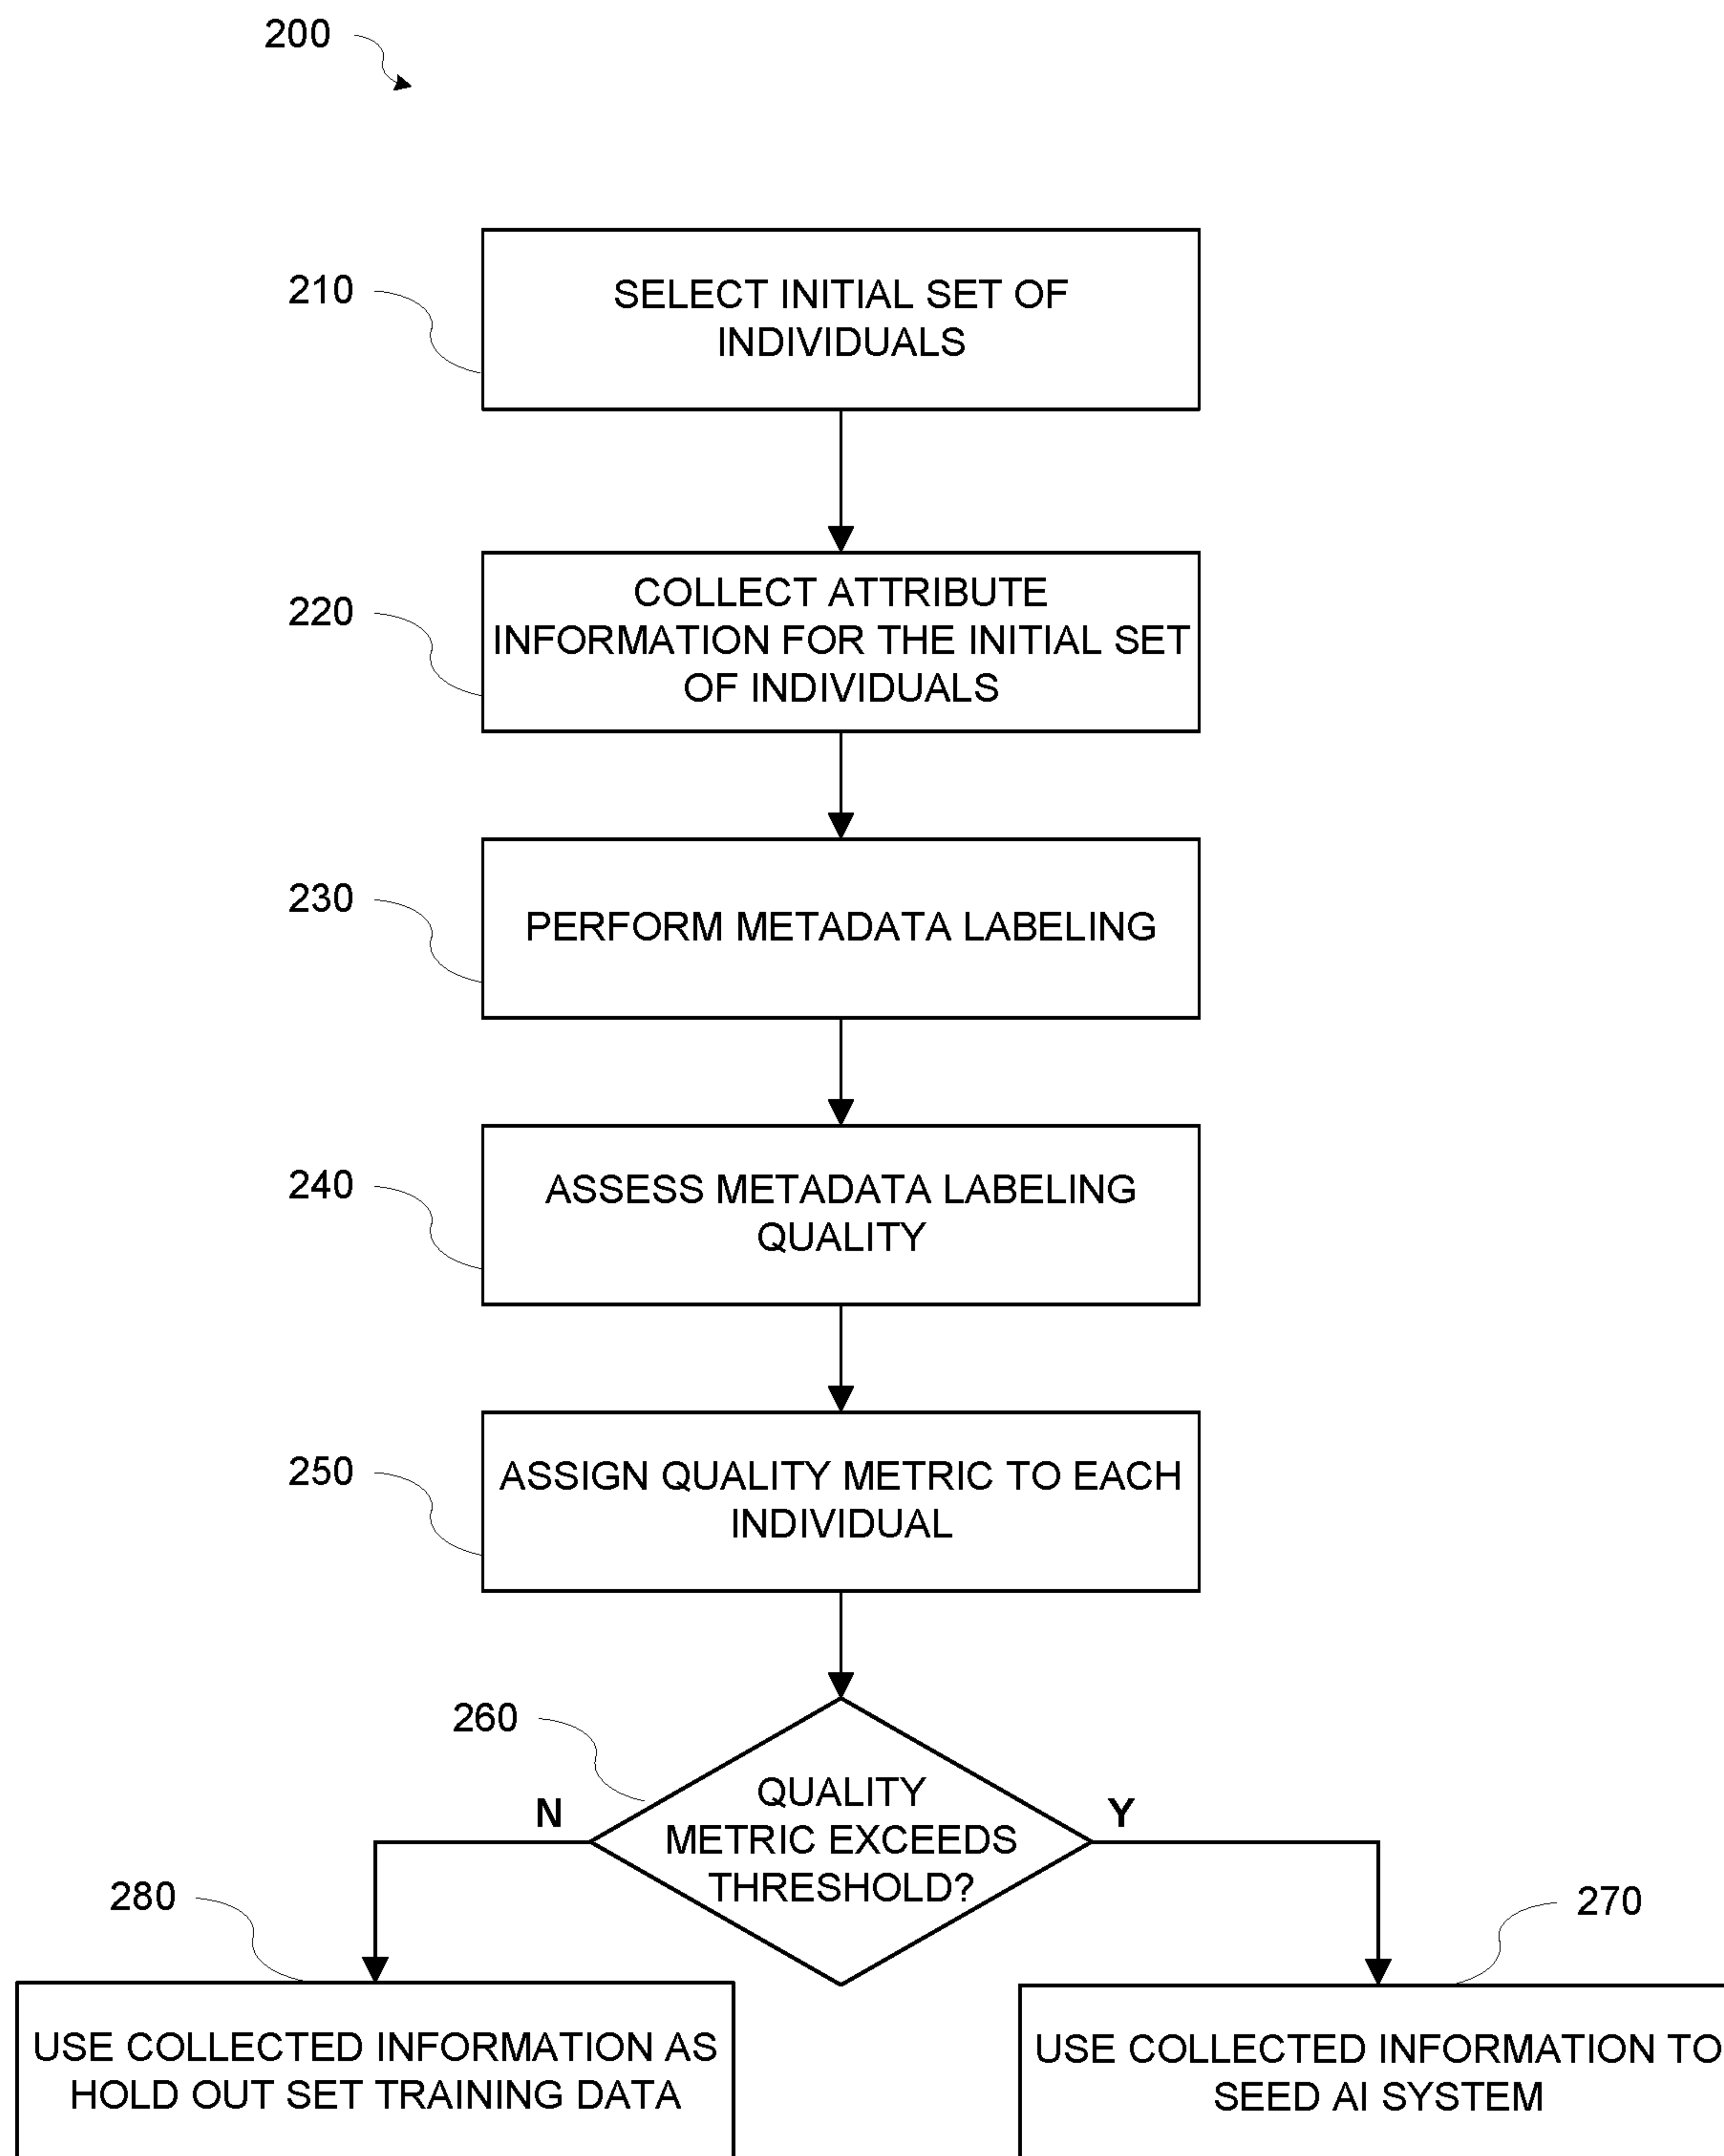 200
210
SELECT INITIAL SET OF
INDIVIDUALS
220
COLLECT ATTRIBUTE
INFORMATION FOR THE INITIAL SET
OF INDIVIDUALS
230
PERFORM METADATA LABELING
240
ASSESS METADATA LABELING
QUALITY
250
ASSIGN QUALITY METRIC TO EACH
INDIVIDUAL
260
QUALITY
METRIC EXCEEDS
THRESHOLD?
N
Y
280
270
USE COLLECTED INFORMATION AS
HOLD OUT SET TRAINING DATA
USE COLLECTED INFORMATION TO
SEED AI SYSTEM